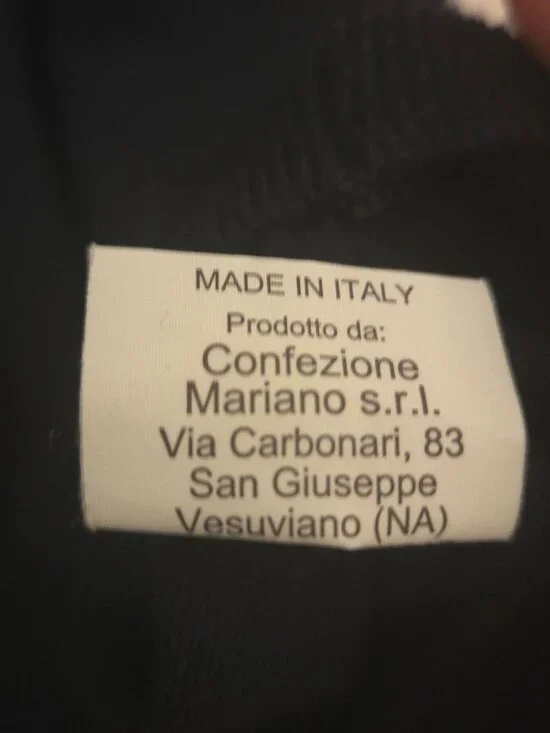 MADE IN ITALY
Prodotto da:
Confezione
Mariano s.r.l.
Via Carbonari, 83
San Giuseppe
Vesuviano (NA)